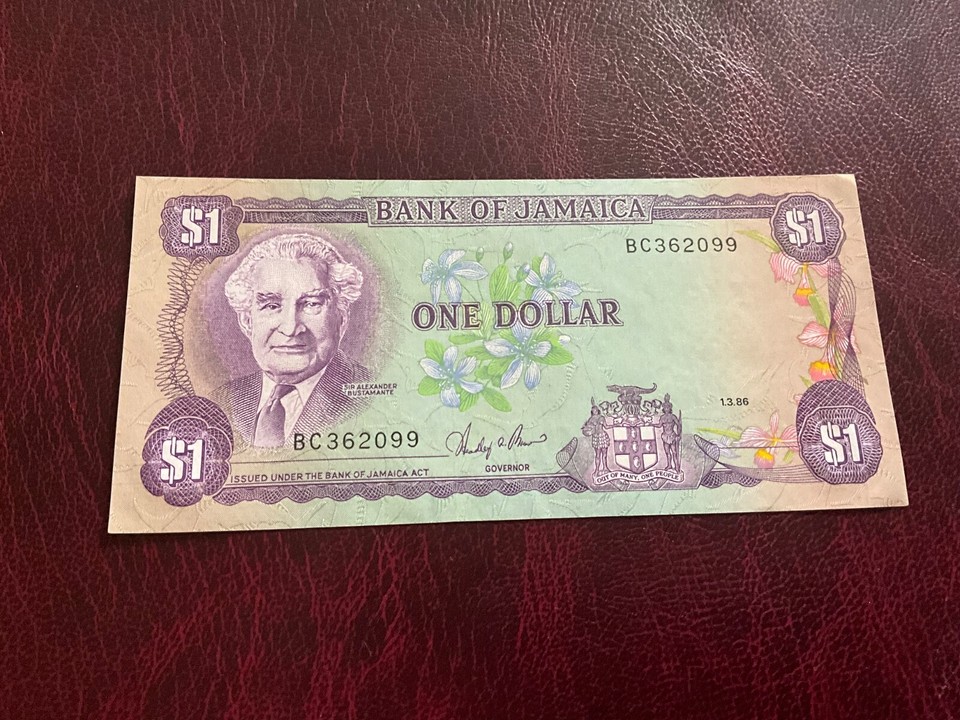 BANK OF JAMAICA
$1
$1
BC362099
ONE DOLLAR
SIR ALEXANDER
BUSTAMANTE
1.3.86
BC362099
GOVERNOR
$1
$1
ISSUED UNDER THE BANK OF JAMAICA ACT
OUT OF MANY, ONE PEOPLE